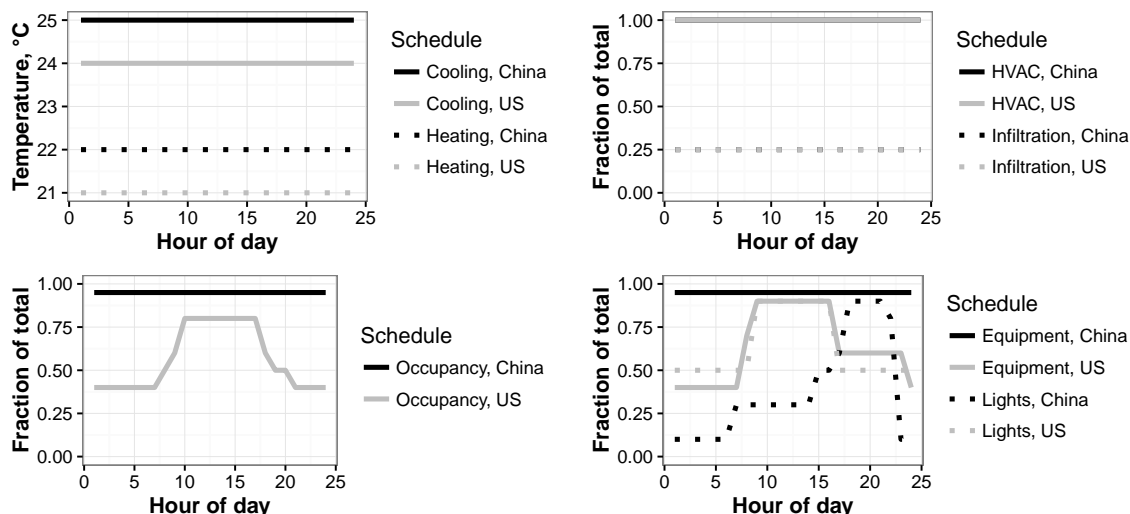 Temperature, °C
25
24
23
22
21
0 5 10 15 20 25
Hour of day
Schedule
Cooling, China
Cooling, US
Heating, China
Heating, US
Fraction of total
1.00
0.75
0.50
0.25
0.00
0 5 10 15 20 25
Hour of day
Schedule
HVAC, China
HVAC, US
Infiltration, China
Infiltration, US
Fraction of total
1.00
0.75
0.50
0.25
0.00
0 5 10 15 20 25
Hour of day
Schedule
Occupancy, China
Occupancy, US
Fraction of total
1.00
0.75
0.50
0.25
0.00
0 5 10 15 20 25
Hour of day
Schedule
Equipment, China
Equipment, US
Lights, China
Lights, US